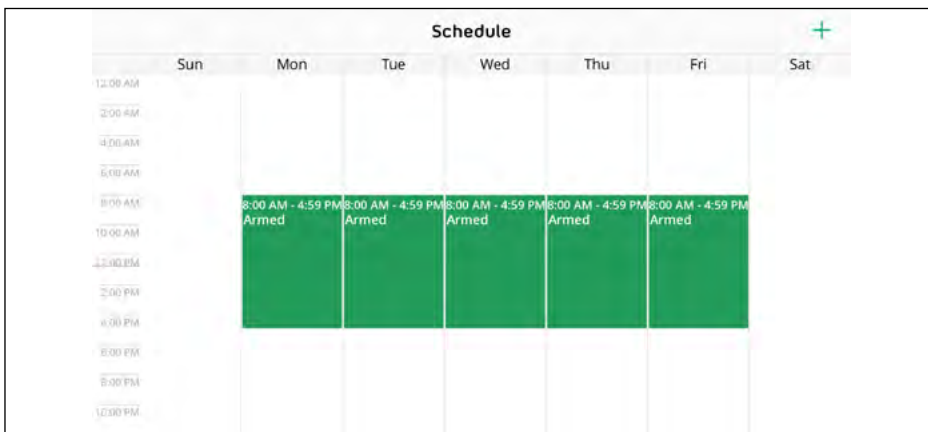 Schedule
Sun Mon Tue Wed Thu Fri Sat
12:00 AM
2:00 AM
4:00 AM
6:00 AM
8:00 AM
8:00 AM - 4:59 PM 8:00 AM - 4:59 PM 8:00 AM - 4:59 PM 8:00 AM - 4:59 PM 8:00 AM - 4:59 PM
Armed Armed Armed Armed Armed
10:00 AM
12:00 PM
2:00 PM
4:00 PM
6:00 PM
8:00 PM
10:00 PM